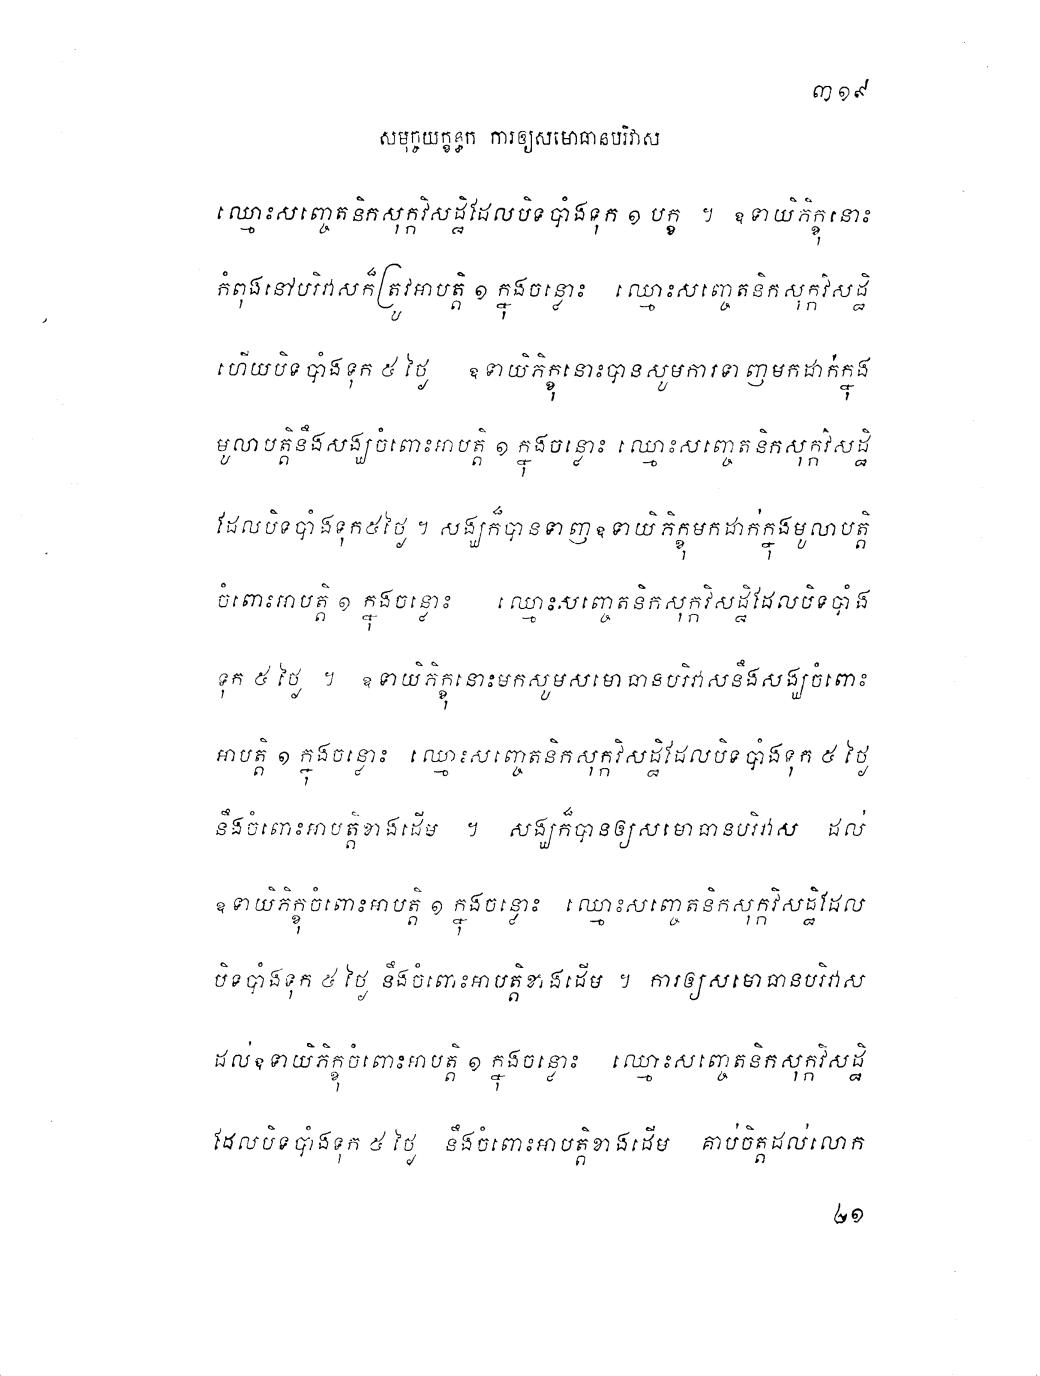 ៣១៩
សមុច្ចយក្ខន្ធក ការឲ្យសមោធានបរិវាស
ឈ្មោះសញ្ចេតនិកសុក្កវិសដ្ឋិដែលបិទបាំងទុក ១ បក្ខ ។ ឧទាយិភិក្ខុនោះ
កំពុងនៅបរិវាសក៏ត្រូវអាបត្តិ ១ ក្នុងចន្លោះ ឈ្មោះសញ្ចេតនិកសុក្កវិសដ្ឋិ
ហើយបិទបាំងទុក ៥ ថ្ងៃ ឧទាយិភិក្ខុនោះបានសូមការទាញមកដាក់ក្នុង
មូលាបត្តិនឹងសង្ឃចំពោះអាបត្តិ ១ ក្នុងចន្លោះ ឈ្មោះសញ្ចេតនិកសុក្កវិសដ្ឋិ
ដែលបិទបាំងទុក៥ថ្ងៃ ។ សង្ឃក៏បានទាញឧទាយិភិក្ខុមកដាក់ក្នុងមូលាបត្តិ
ចំពោះអាបត្តិ ១ ក្នុងចន្លោះ ឈ្មោះសញ្ចេតនិកសុក្កវិសដ្ឋិដែលបិទបាំង
ទុក ៥ ថ្ងៃ ។ ឧទាយិភិក្ខុនោះមកសូមសមោធានបរិវាសនឹងសង្ឃចំពោះ
អាបត្តិ ១ ក្នុងចន្លោះ ឈ្មោះសញ្ចេតនិកសុក្កវិសដ្ឋិដែលបិទបាំងទុក ៥ ថ្ងៃ
នឹងចំពោះអាបត្តិខាងដើម ។ សង្ឃក៏បានឲ្យសមោធានបរិវាស ដល់
ឧទាយិភិក្ខុចំពោះអាបត្តិ ១ ក្នុងចន្លោះ ឈ្មោះសញ្ចេតនិកសុក្កវិសដ្ឋិដែល
បិទបាំងទុក ៥ ថ្ងៃ នឹងចំពោះអាបត្តិខាងដើម ។ ការឲ្យសមោធានបរិវាស
ដល់ឧទាយិភិក្ខុចំពោះអាបត្តិ ១ ក្នុងចន្លោះ ឈ្មោះសញ្ចេតនិកសុក្កវិសដ្ឋិ
ដែលបិទបាំងទុក ៥ ថ្ងៃ នឹងចំពោះអាបត្តិខាងដើម គាប់ចិត្តដល់លោក
៤១